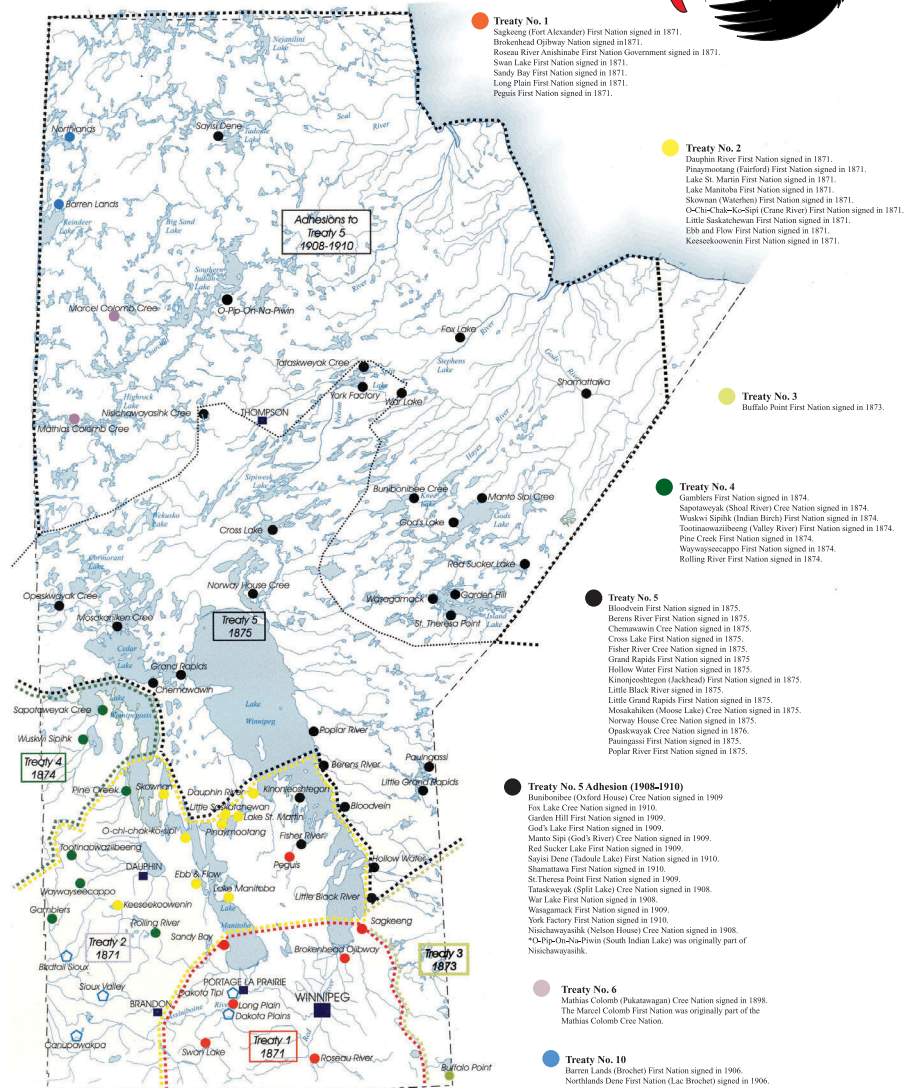 Treaty No. 1
Sagkeeng (Fort Alexander) First Nation signed in 1871.
Brokenhead Ojibway Nation signed in1871.
Roseau River Anishinabe First Nation Government signed in 1871.
Swan Lake First Nation signed in 1871.
Sandy Bay First Nation signed in 1871.
Long Plain First Nation signed in 1871.
Peguis First Nation signed in 1871.
Treaty No. 2
Dauphin River First Nation signed in 1871.
Pinaymootang (Fairford) First Nation signed in 1871.
Lake St. Martin First Nation signed in 1871.
Lake Manitoba First Nation signed in 1871.
Skownan (Waterhen) First Nation signed in 1871.
O-Chi-Chak-Ko-Sipi (Crane River) First Nation signed in 1871.
Little Saskatchewan First Nation signed in 1871.
Ebb and Flow First Nation signed in 1871.
Keeseekoowenin First Nation signed in 1871.
Treaty No. 3
Buffalo Point First Nation signed in 1873.
Treaty No. 4
Gamblers First Nation signed in 1874.
Sapotaweyak (Shoal River) Cree Nation signed in 1874.
Wuskwi Sipihk (Indian Birch) First Nation signed in 1874.
Tootinaowaziibeeng (Valley River) First Nation signed in 1874.
Pine Creek First Nation signed in 1874.
Waywayseecappo First Nation signed in 1874.
Rolling River First Nation signed in 1874.
Treaty No. 5
Bloodvein First Nation signed in 1875.
Berens River First Nation signed in 1875.
Chemawawin Cree Nation signed in 1875.
Cross Lake First Nation signed in 1875.
Fisher River Cree Nation signed in 1875.
Grand Rapids First Nation signed in 1875
Hollow Water First Nation signed in 1875.
Kinonjeoshtegon (Jackhead) First Nation signed in 1875.
Little Black River signed in 1875.
Little Grand Rapids First Nation signed in 1875.
Mosakahiken (Moose Lake) Cree Nation signed in 1875.
Norway House Cree Nation signed in 1875.
Opaskwayak Cree Nation signed in 1876.
Pauingassi First Nation signed in 1875.
Poplar River First Nation signed in 1875.
Treaty No. 5 Adhesion (1908-1910)
Bunibonibee (Oxford House) Cree Nation signed in 1909
Fox Lake Cree Nation signed in 1910.
Garden Hill First Nation signed in 1909.
God's Lake First Nation signed in 1909.
Manto Sipi (God's River) Cree Nation signed in 1909.
Red Sucker Lake First Nation signed in 1909.
Sayisi Dene (Tadoule Lake) First Nation signed in 1910.
Shamattawa First Nation signed in 1910.
St.Theresa Point First Nation signed in 1909.
Tataskweyak (Split Lake) Cree Nation signed in 1908.
War Lake First Nation signed in 1908.
Wasagamack First Nation signed in 1909.
York Factory First Nation signed in 1910.
Nisichawayasihk (Nelson House) Cree Nation signed in 1908.
*O-Pip-On-Na-Piwin (South Indian Lake) was originally part of
Nisichawayasihk.
Treaty No. 6
Mathias Colomb (Pukatawagan) Cree Nation signed in 1898.
The Marcel Colomb First Nation was originally part of the
Mathias Colomb Cree Nation.
Treaty No. 10
Barren Lands (Brochet) First Nation signed in 1906.
Northlands Dene First Nation (Lac Brochet) signed in 1906.
Nejanilini
Lake
Northlands
Sayisi Dene
Tadoule
Lake
Seal
River
Barren Lands
Reindeer
Lake
Big Sand
Lake
Adhesions to
Treaty 5
1908-1910
Southern
Indian
Lake
River
O-Pip-On-Na-Piwin
Marcel Colomb Cree
Churchill
Fox Lake
River
Stephens
Lake
Gods
River
Shamattawa
Tataskweyak Cree
Lake
York Factory
War Lake
Nelson
Highrock
Lake
Nisichawayasihk Cree
THOMPSON
Mathias Colomb Cree
Hayes
River
Sipiwesk
Lake
Wekusko
Lake
Bunibonibee Cree
Knee
Lake
Manto Sipi Cree
God's Lake
Gods
Lake
Cross Lake
Cormorant
Lake
Red Sucker Lake
Norway House Cree
Opaskwayak Cree
Wasagamack
Garden Hill
St. Theresa Point
Island
Lake
Mosakahiken Cree
Treaty 5
1875
Cedar
Lake
Grand Rapids
Chemawawin
Sapotaweyak Cree
Lake
Winnipegosis
Lake
Winnipeg
Wuskwi Sipihk
Poplar River
Treaty 4
1874
Berens River
Pauingassi
Little Grand Rapids
Pine Creek
Skownan
Dauphin River
Kinonjeoshtegon
Little Saskatchewan
Lake St. Martin
Bloodvein
O-chi-chak-ko-sipi
Pinaymootang
Fisher River
Tootinaowaziibeeng
Peguis
Hollow Water
DAUPHIN
Ebb & Flow
Waywayseecappo
Lake Manitoba
Little Black River
Keeseekoowenin
Gamblers
Lake
Manitoba
Rolling River
Sagkeeng
Sandy Bay
Treaty 2
1871
Brokenhead Ojibway
Treaty 3
1873
Birdtail Sioux
Sioux Valley
PORTAGE LA PRAIRIE
Dakota Tipi
WINNIPEG
BRANDON
Assiniboine
River
Long Plain
Dakota Plains
Red
Canupawakpa
Treaty 1
1871
Swan Lake
Roseau River
Buffalo Point